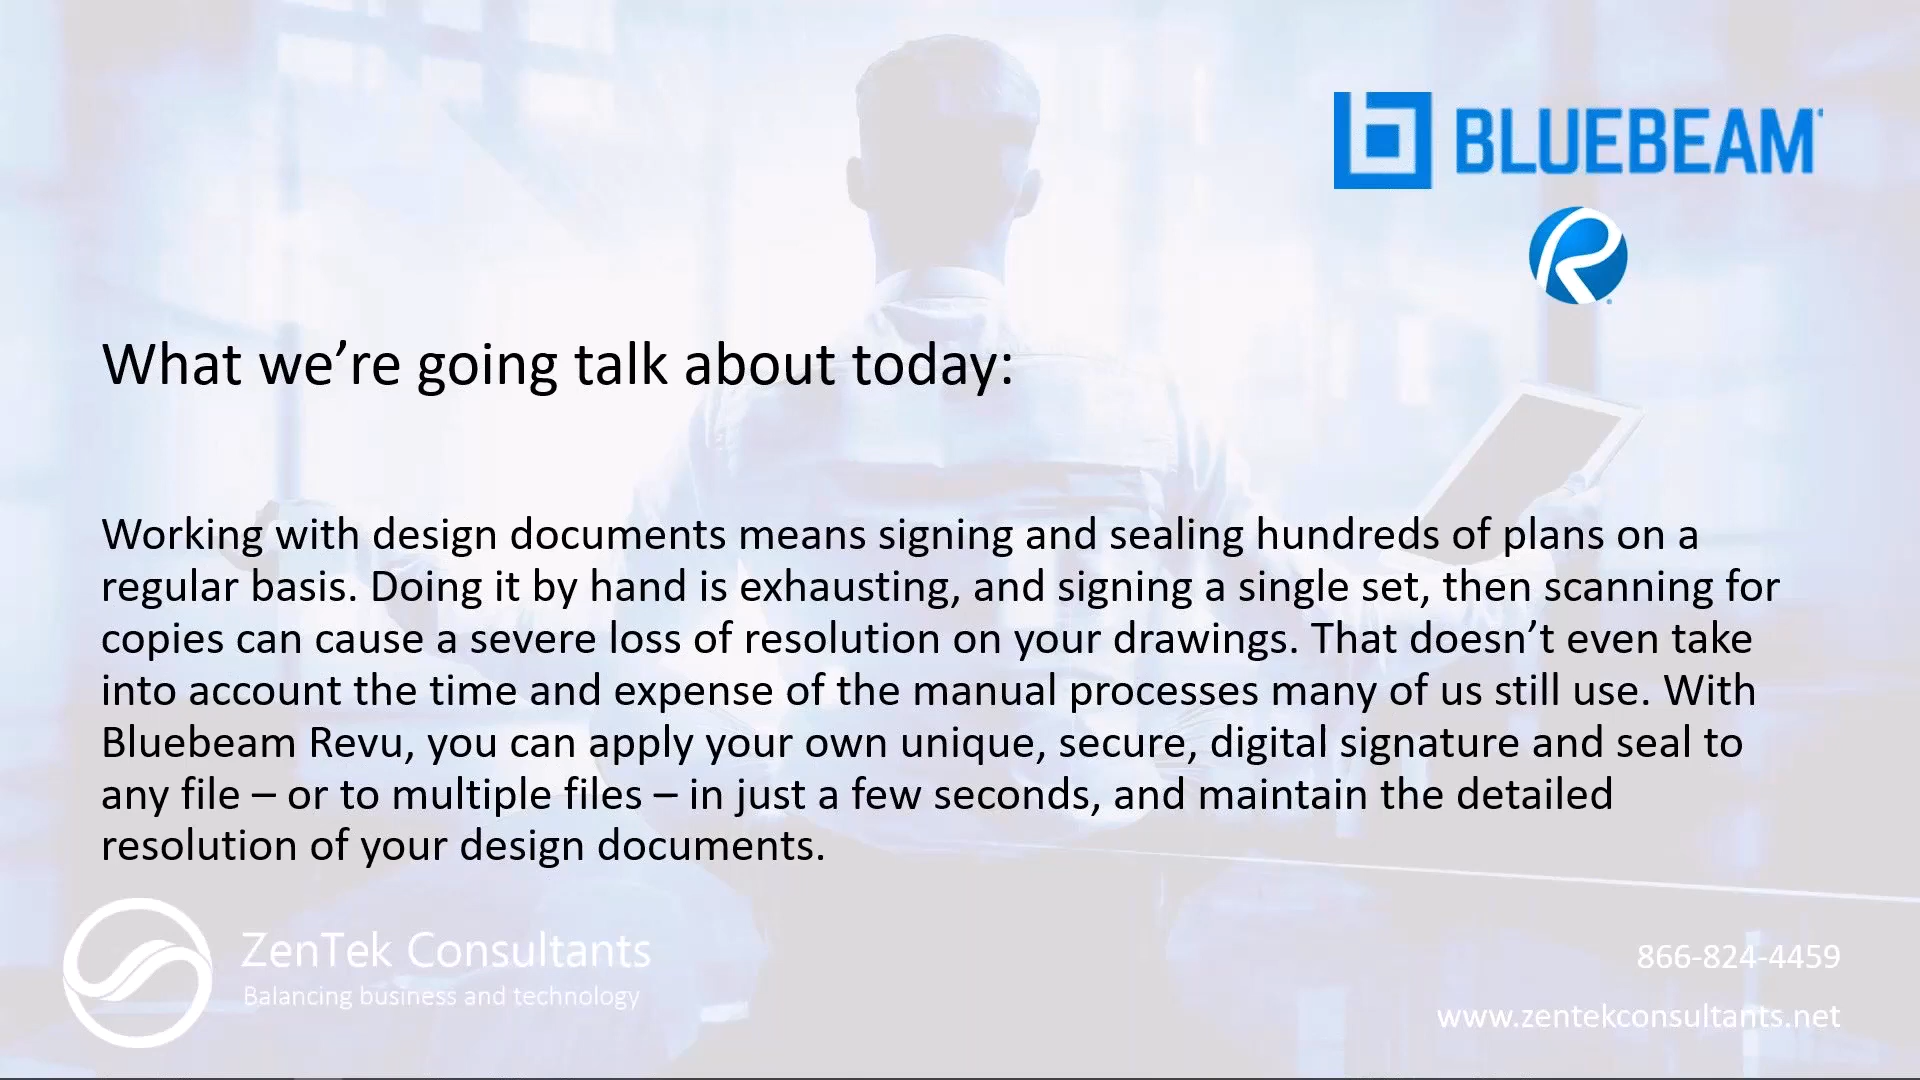 BLUEBEAM
R
What we’re going talk about today:
Working with design documents means signing and sealing hundreds of plans on a
regular basis. Doing it by hand is exhausting, and signing a single set, then scanning for
copies can cause a severe loss of resolution on your drawings. That doesn’t even take
into account the time and expense of the manual processes many of us still use. With
Bluebeam Revu, you can apply your own unique, secure, digital signature and seal to
any file – or to multiple files – in just a few seconds, and maintain the detailed
resolution of your design documents.
ZenTek Consultants
Balancing business and technology
866-824-4459
www.zentekconsultants.net